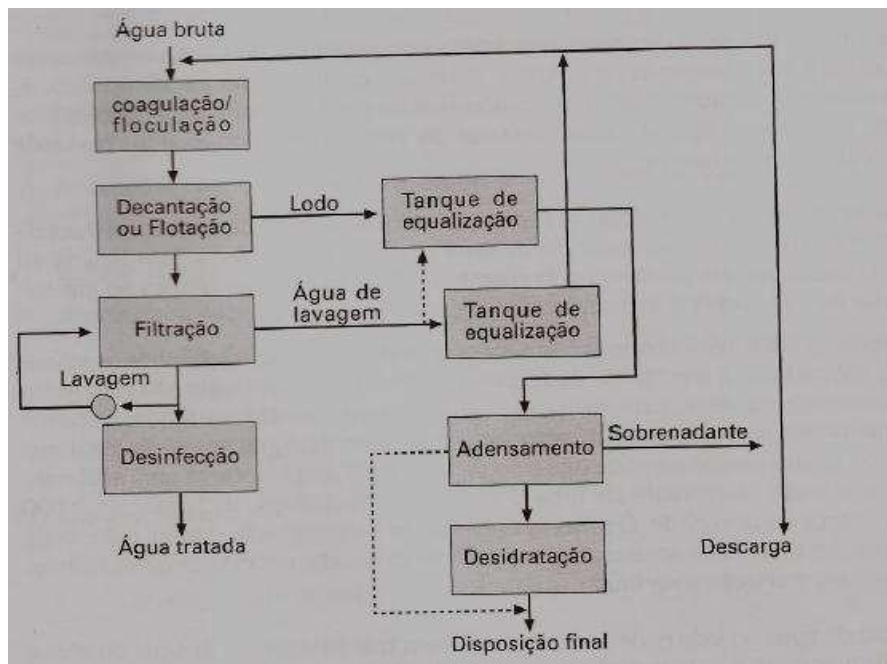 Água bruta
coagulação/
floculação
Decantação
ou Flotação
Lodo
Tanque de
equalização
Filtração
Água de
lavagem
Tanque de
equalização
Lavagem
Desinfecção
Adensamento
Sobrenadante
Água tratada
Desidratação
Descarga
Disposição final